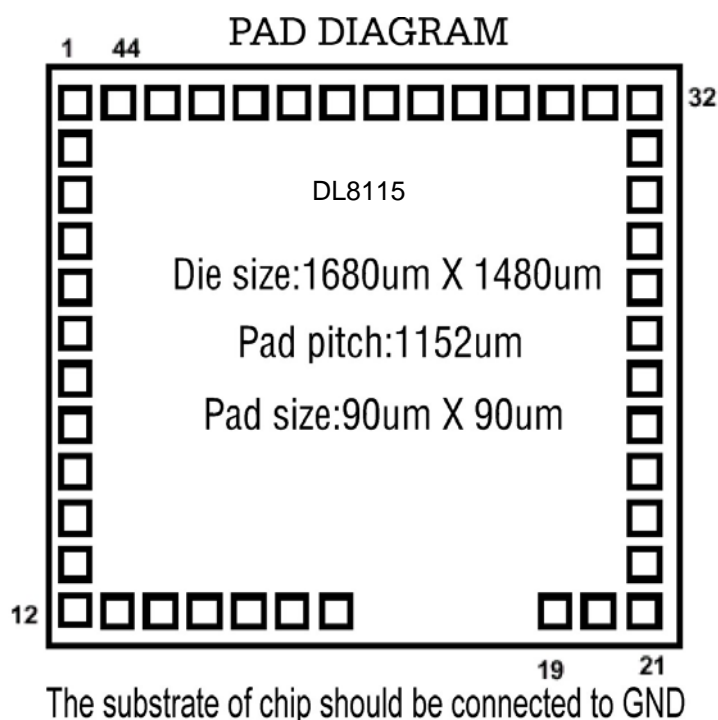 PAD DIAGRAM
1 44
32
DL8115
Die size:1680um X 1480um
Pad pitch:1152um
Pad size:90um X 90um
12
19 21
The substrate of chip should be connected to GND